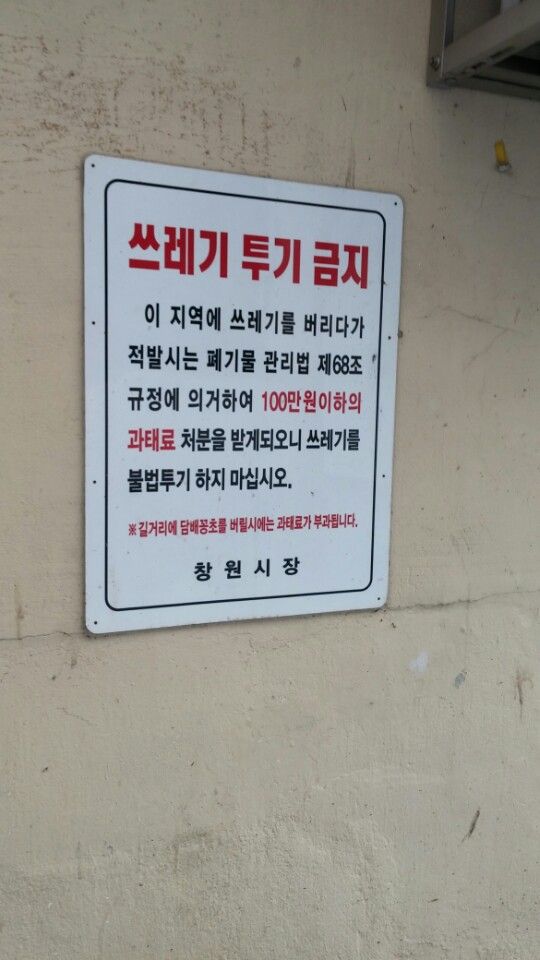 쓰레기 투기 금지
이 지역에 쓰레기를 버리다가
적발시는 폐기물 관리법 제68조
규정에 의거하여 100만원이하의
과태료 처분을 받게되오니 쓰레기를
불법투기 하지 마십시오.
※길거리에 담배꽁초를 버릴시에는 과태료가 부과됩니다.
창원시장